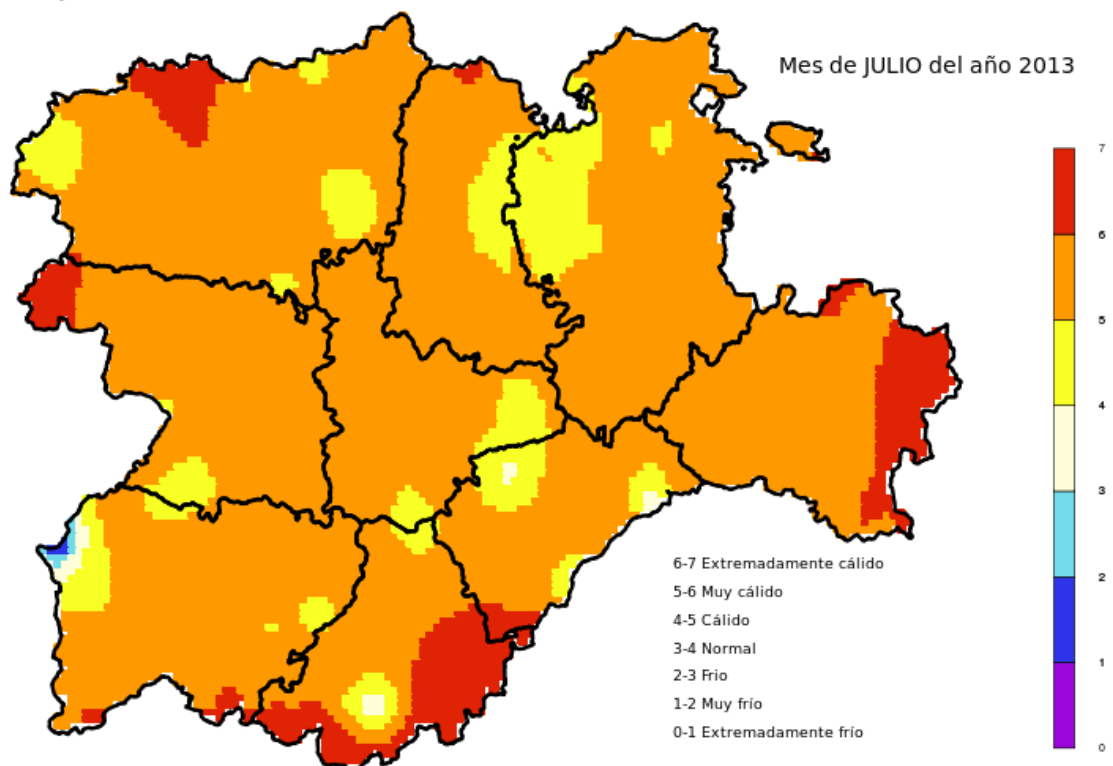 Mes de JULIO del año 2013
7
6
5
4
3
2
1
0
6-7 Extremadamente cálido
5-6 Muy cálido
4-5 Cálido
3-4 Normal
2-3 Frio
1-2 Muy frío
0-1 Extremadamente frío